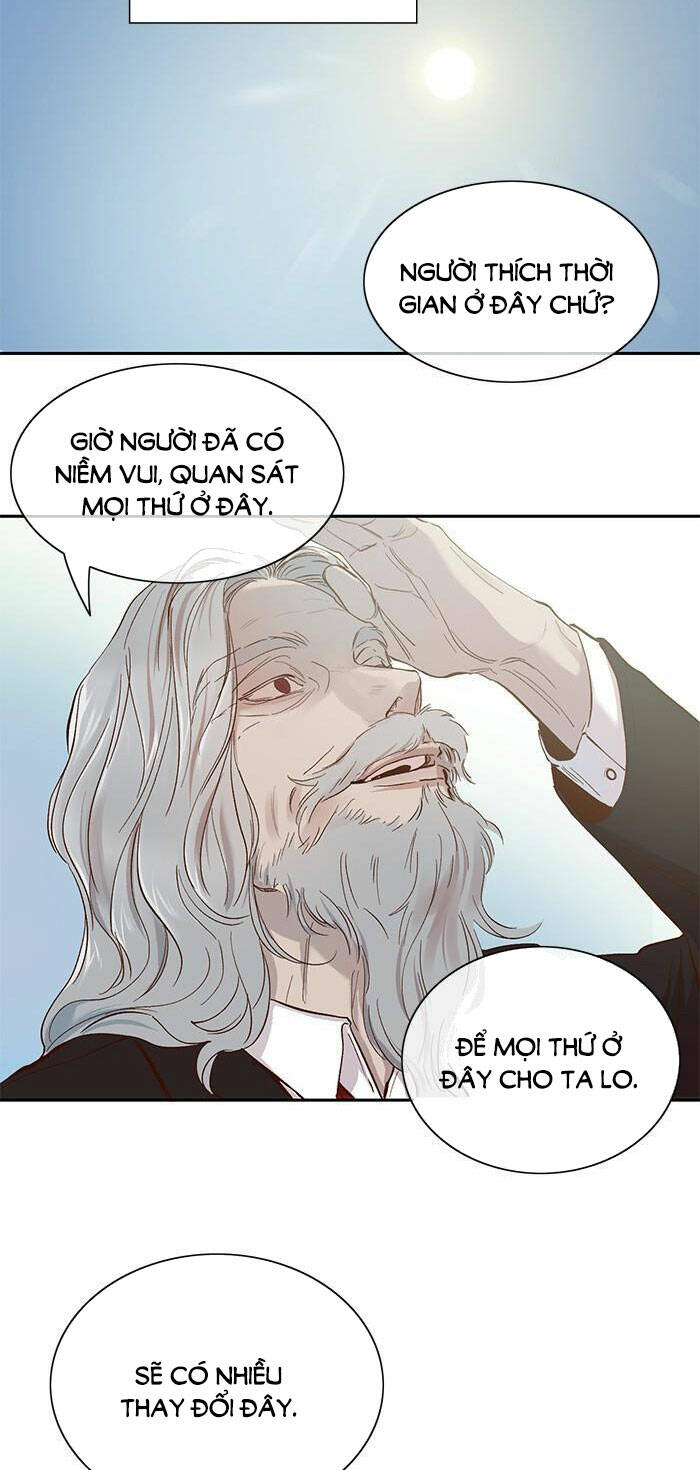 NGƯỜI THÍCH THỜI
GIAN Ở ĐÂY CHỨ?
GIỜ NGƯỜI ĐÃ CÓ
NIỀM VUI, QUAN SÁT
MỌI THỨ Ở ĐÂY.
ĐỂ MỌI THỨ Ở
ĐÂY CHO TA LO.
SẼ CÓ NHIỀU
THAY ĐỔI ĐÂY.